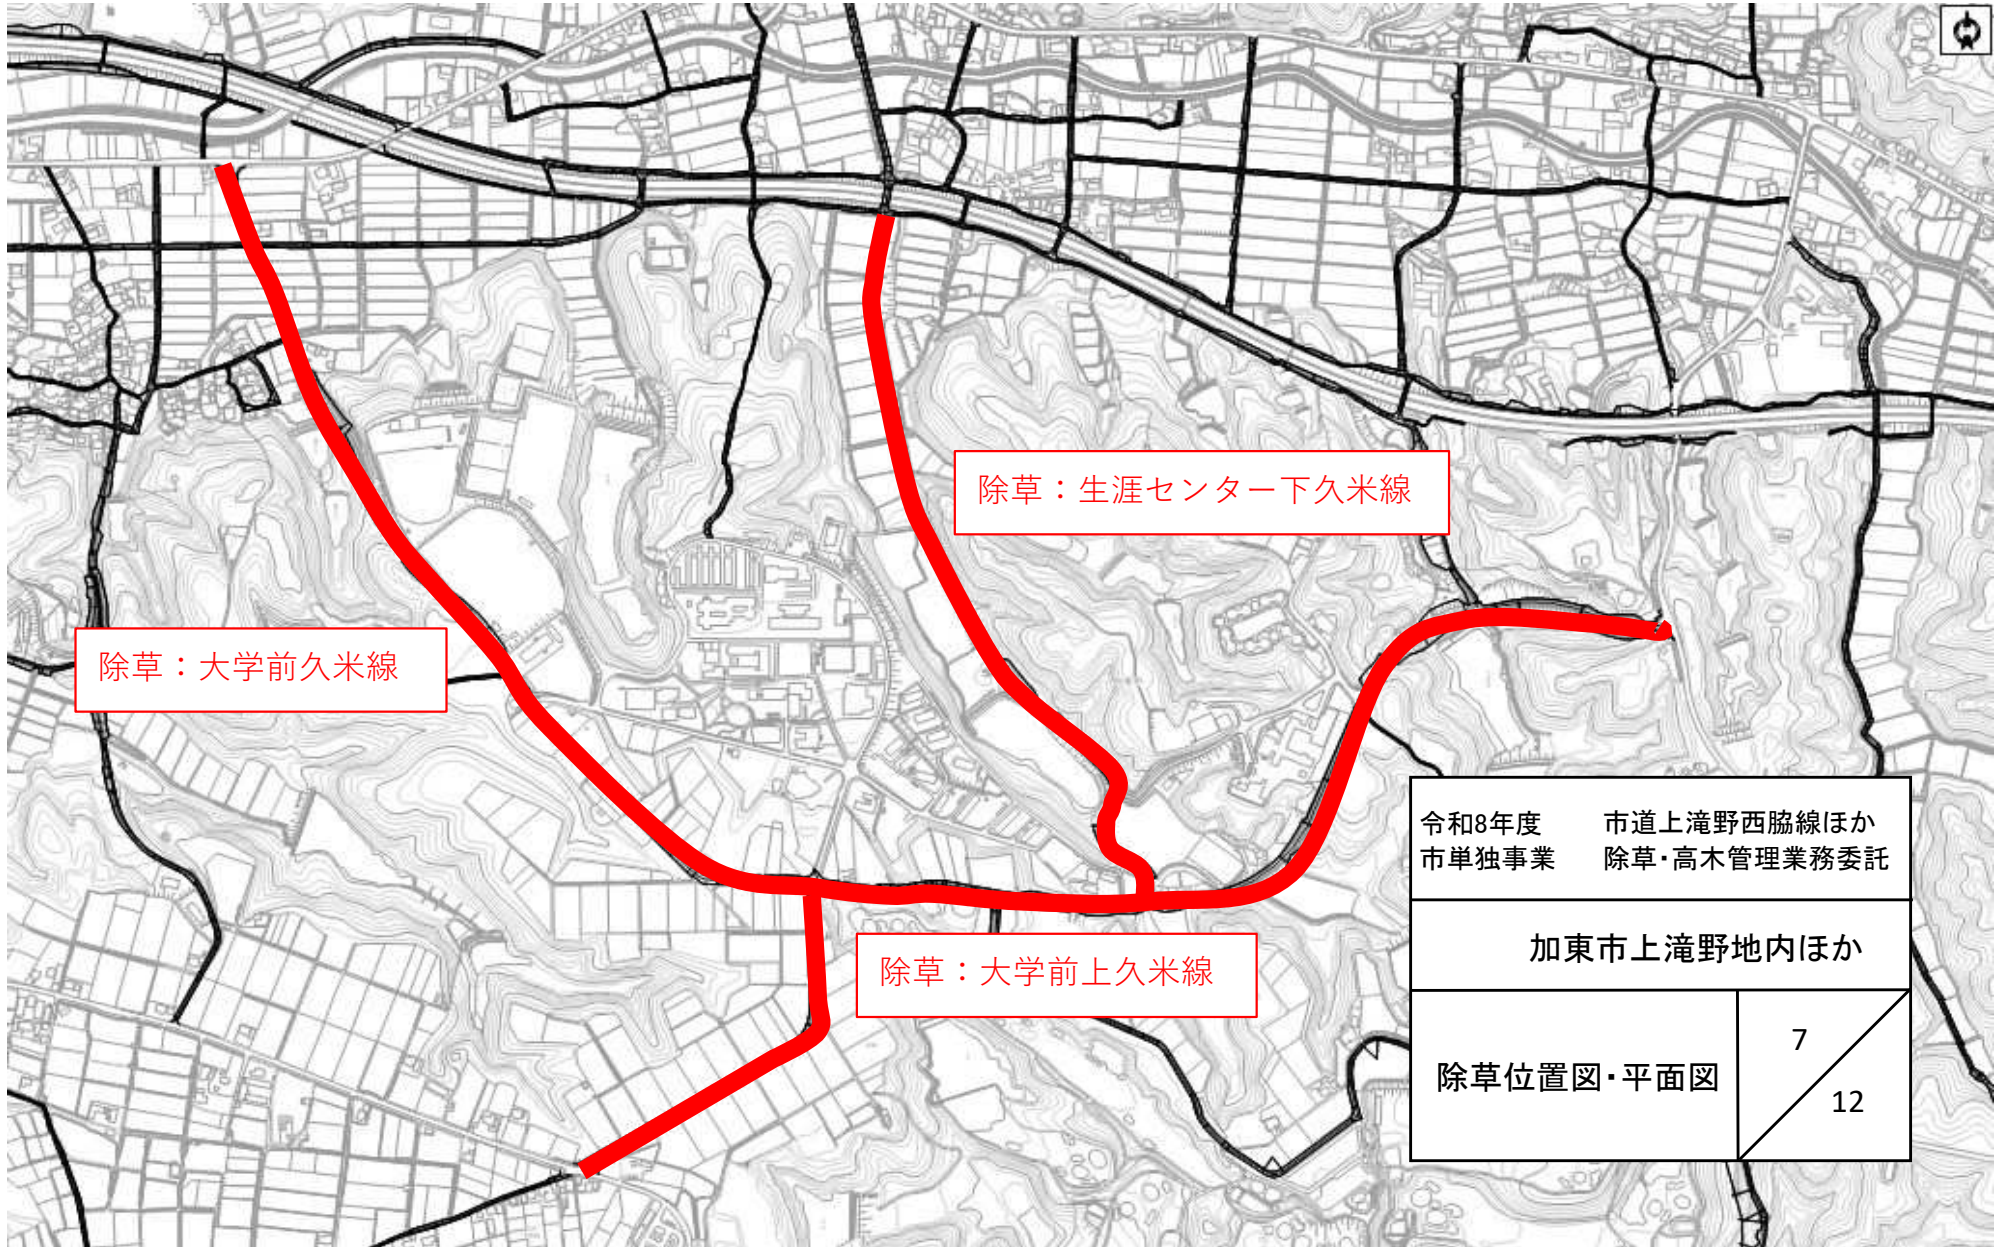 除草：生涯センター下久米線
除草：大学前久米線
除草：大学前上久米線
令和8年度 市道上滝野西脇線ほか
市単独事業 除草・高木管理業務委託
加東市上滝野地内ほか
除草位置図・平面図
7
12